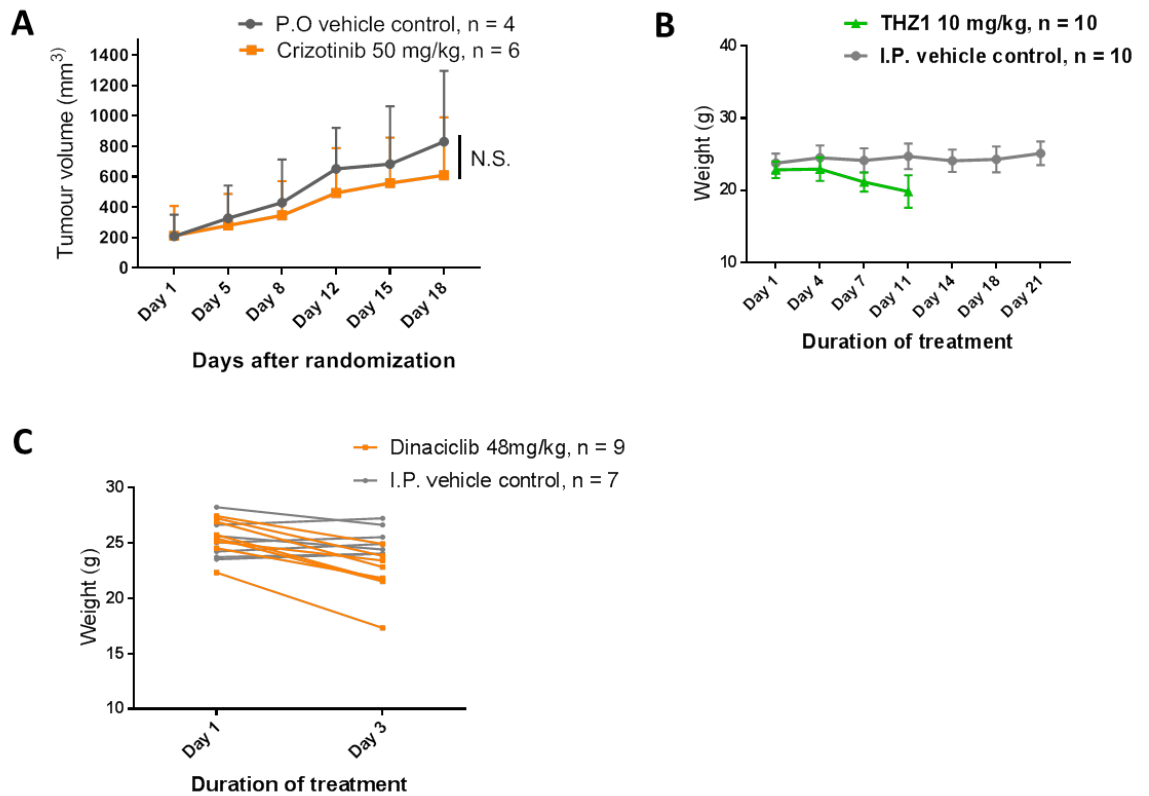 A
P.O vehicle control, n = 4
Crizotinib 50 mg/kg, n = 6
Tumour volume (mm³)
1400
1200
1000
800
600
400
200
0
N.S.
Day 1
Day 5
Day 8
Day 12
Day 15
Day 18
Days after randomization
B
THZ1 10 mg/kg, n = 10
I.P. vehicle control, n = 10
Weight (g)
40
30
20
10
Day 1
Day 4
Day 7
Day 11
Day 14
Day 18
Day 21
Duration of treatment
C
Dinaciclib 48mg/kg, n = 9
I.P. vehicle control, n = 7
Weight (g)
30
25
20
15
10
Day 1
Day 3
Duration of treatment